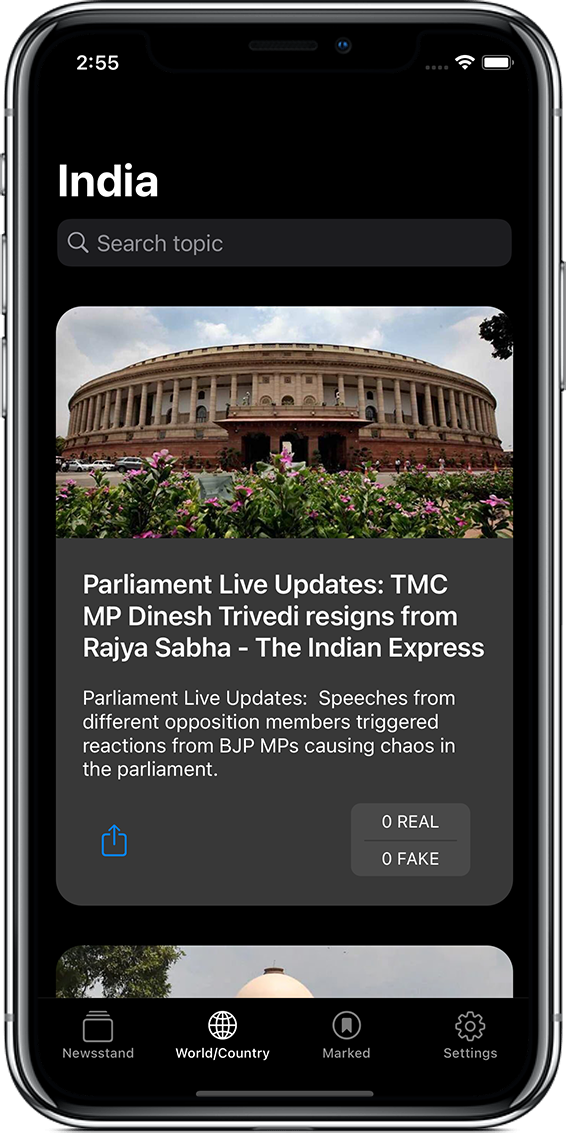 2:55
India
Search topic
Parliament Live Updates: TMC
MP Dinesh Trivedi resigns from
Rajya Sabha - The Indian Express
Parliament Live Updates:  Speeches from
different opposition members triggered
reactions from BJP MPs causing chaos in
the parliament.
0 REAL
0 FAKE
Newsstand
World/Country
Marked
Settings